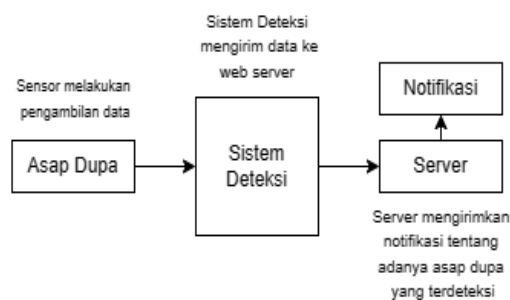 Sistem Deteksi
mengirim data ke
web server
Sensor melakukan
pengambilan data
Asap Dupa
Sistem
Deteksi
Notifikasi
Server
Server mengirimkan
notifikasi tentang
adanya asap dupa
yang terdeteksi